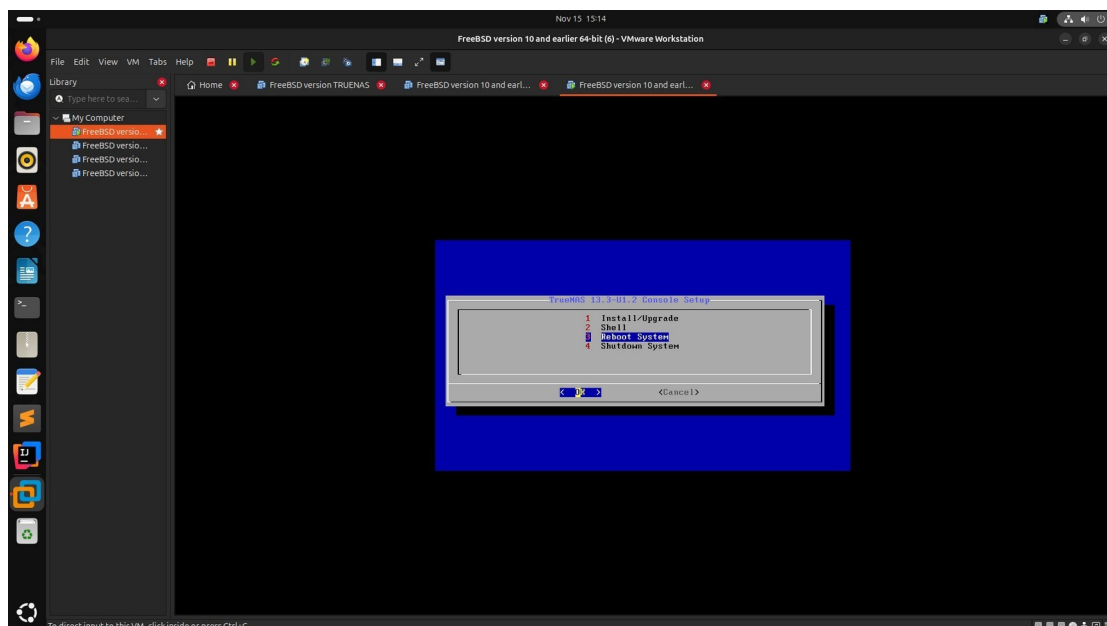 Nov 15 15:14
FreeBSD version 10 and earlier 64-bit (6) - VMware Workstation
File Edit View VM Tabs Help
Library
Home
FreeBSD version TRUENAS
FreeBSD version 10 and earl...
FreeBSD version 10 and earl...
Type here to sea...
My Computer
FreeBSD versio...
FreeBSD versio...
FreeBSD versio...
FreeBSD versio...
TrueNAS 13.3-U1.2 Console Setup
1 Install/Upgrade
2 Shell
3 Reboot System
4 Shutdown System
< OK > <Cancel>
To direct input to this VM, click inside or press Ctrl+G.